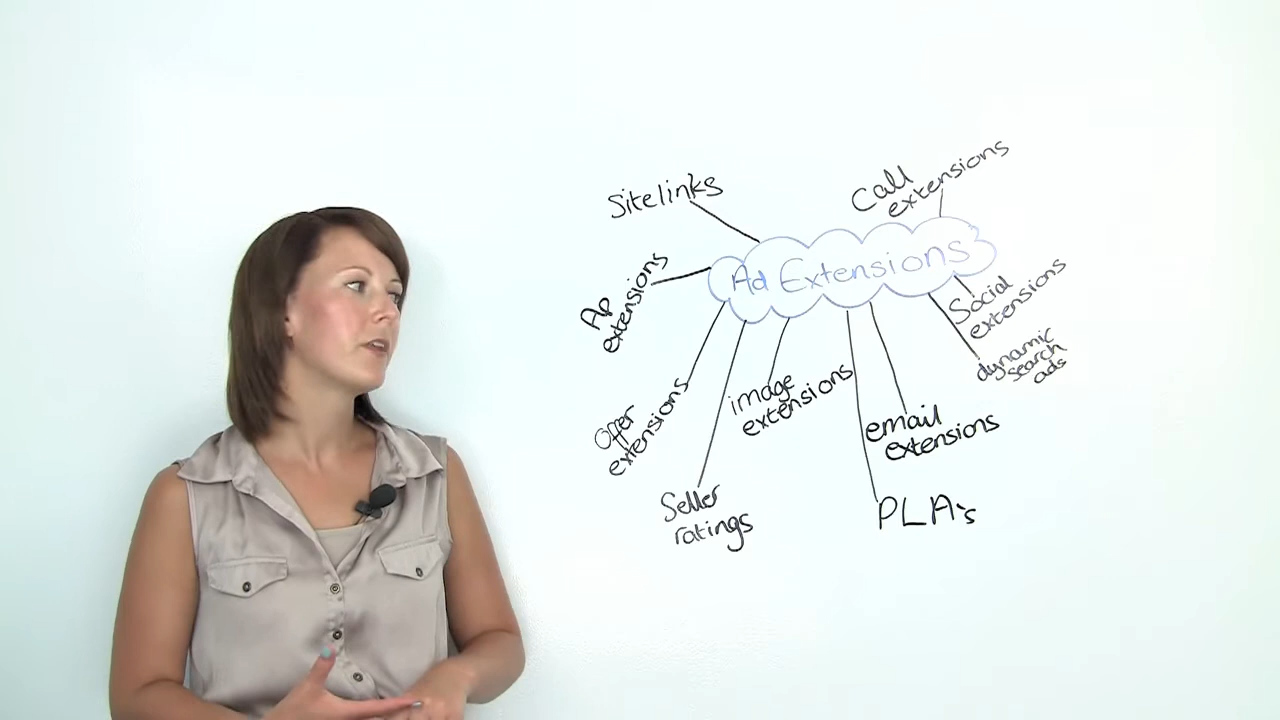 Sitelinks
Call
extensions
Ad Extensions
Ap
extensions
Social
extensions
dynamic
search
ads
Offer
extensions
image
extensions
email
extensions
Seller
ratings
PLA's